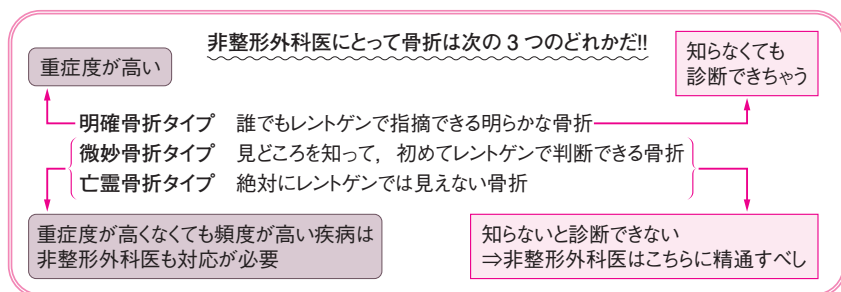 非整形外科医にとって骨折は次の3つのどれかだ!!
重症度が高い
知らなくても
診断できちゃう
明確骨折タイプ 誰でもレントゲンで指摘できる明らかな骨折
微妙骨折タイプ 見どころを知って，初めてレントゲンで判断できる骨折
亡霊骨折タイプ 絶対にレントゲンでは見えない骨折
重症度が高くなくても頻度が高い疾病は
非整形外科医も対応が必要
知らないと診断できない
⇒非整形外科医はこちらに精通すべし